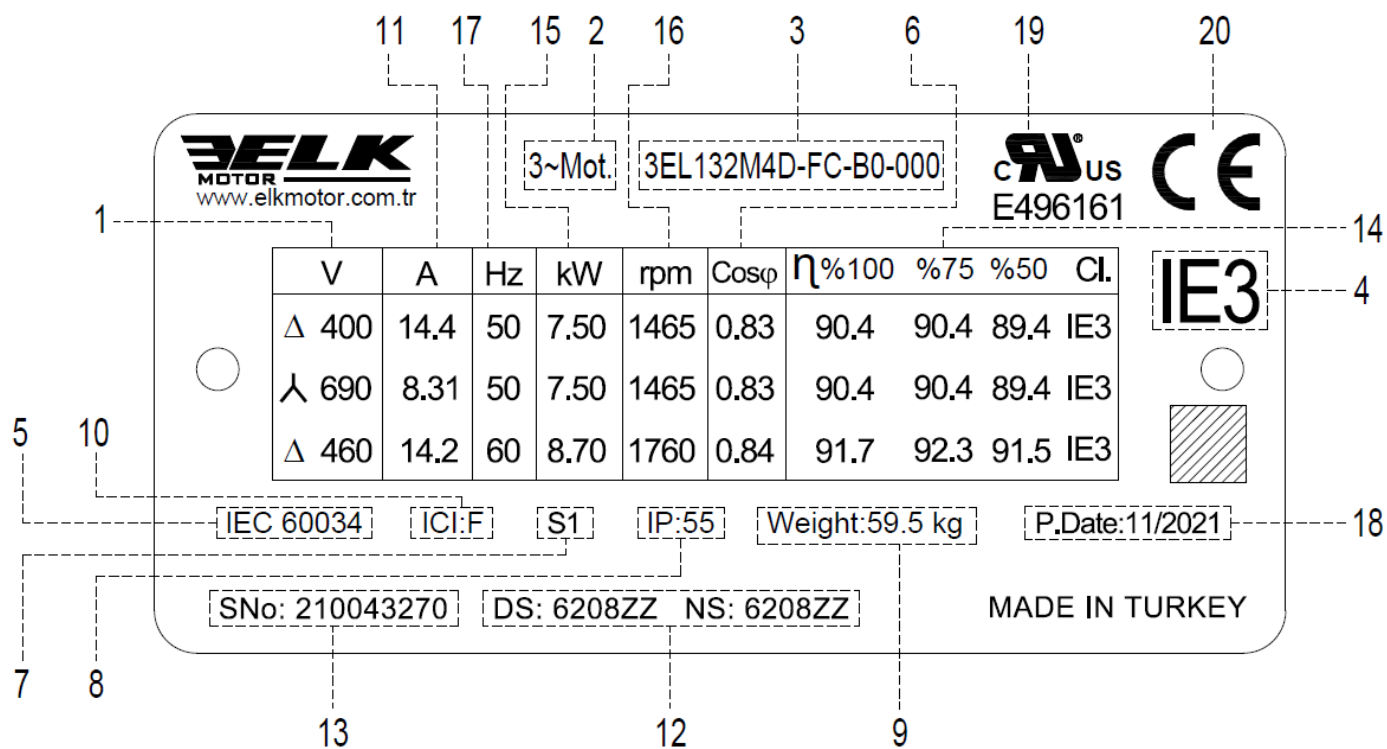 11 17 15 2 16 3 6 19 20
ELK
MOTOR
www.elkmotor.com.tr
3~Mot. 3EL132M4D-FC-B0-000
C RU ® US
E496161
CE
1
14
V A Hz kW rpm Cosφ η%100 %75 %50 Cl.
IE3
4
Δ 400 14.4 50 7.50 1465 0.83 90.4 90.4 89.4 IE3
⅄ 690 8.31 50 7.50 1465 0.83 90.4 90.4 89.4 IE3
Δ 460 14.2 60 8.70 1760 0.84 91.7 92.3 91.5 IE3
5 10
IEC 60034 ICI:F S1 IP:55 Weight:59.5 kg P.Date:11/2021
18
SNo: 210043270 DS: 6208ZZ NS: 6208ZZ MADE IN TURKEY
7 8 13 12 9